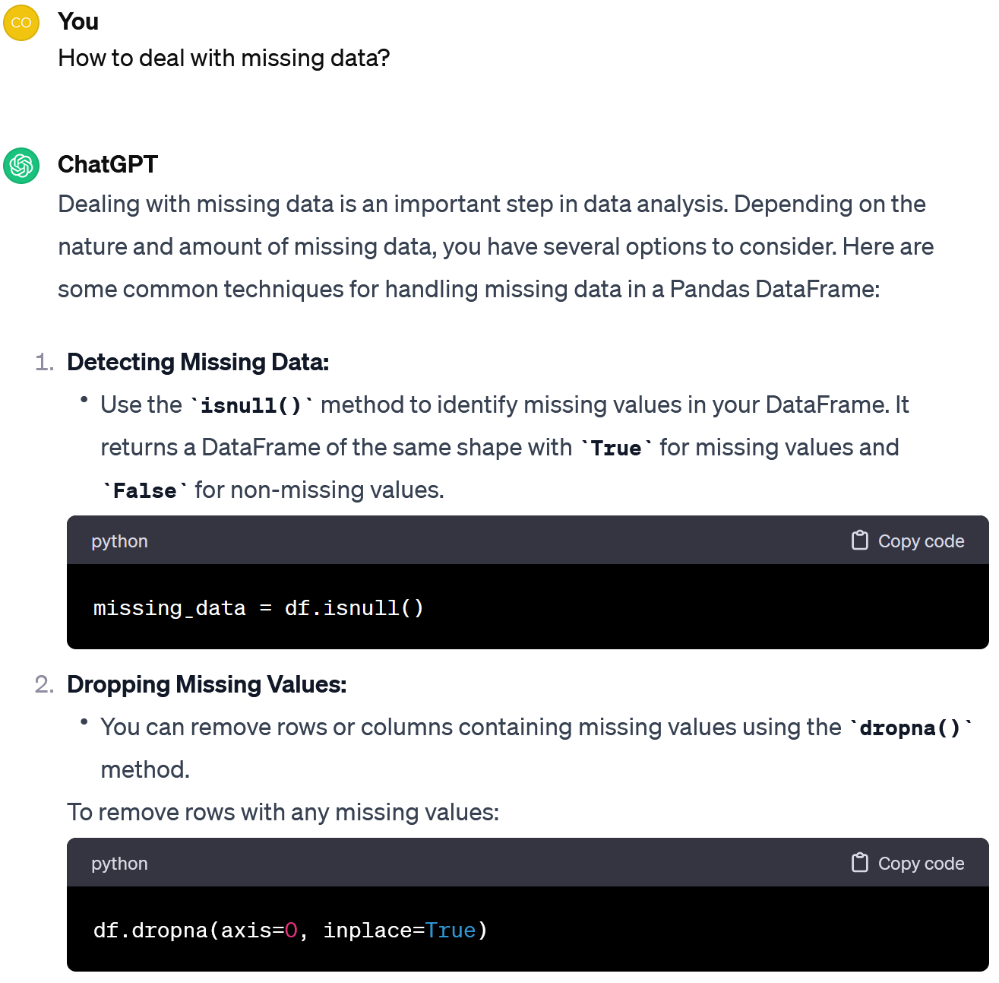 CO
You
How to deal with missing data?
ChatGPT
Dealing with missing data is an important step in data analysis. Depending on the
nature and amount of missing data, you have several options to consider. Here are
some common techniques for handling missing data in a Pandas DataFrame:
1. Detecting Missing Data:
• Use the `isnull()` method to identify missing values in your DataFrame. It
returns a DataFrame of the same shape with `True` for missing values and
`False` for non-missing values.
python Copy code
missing_data = df.isnull()
2. Dropping Missing Values:
• You can remove rows or columns containing missing values using the `dropna()`
method.
To remove rows with any missing values:
python Copy code
df.dropna(axis=0, inplace=True)